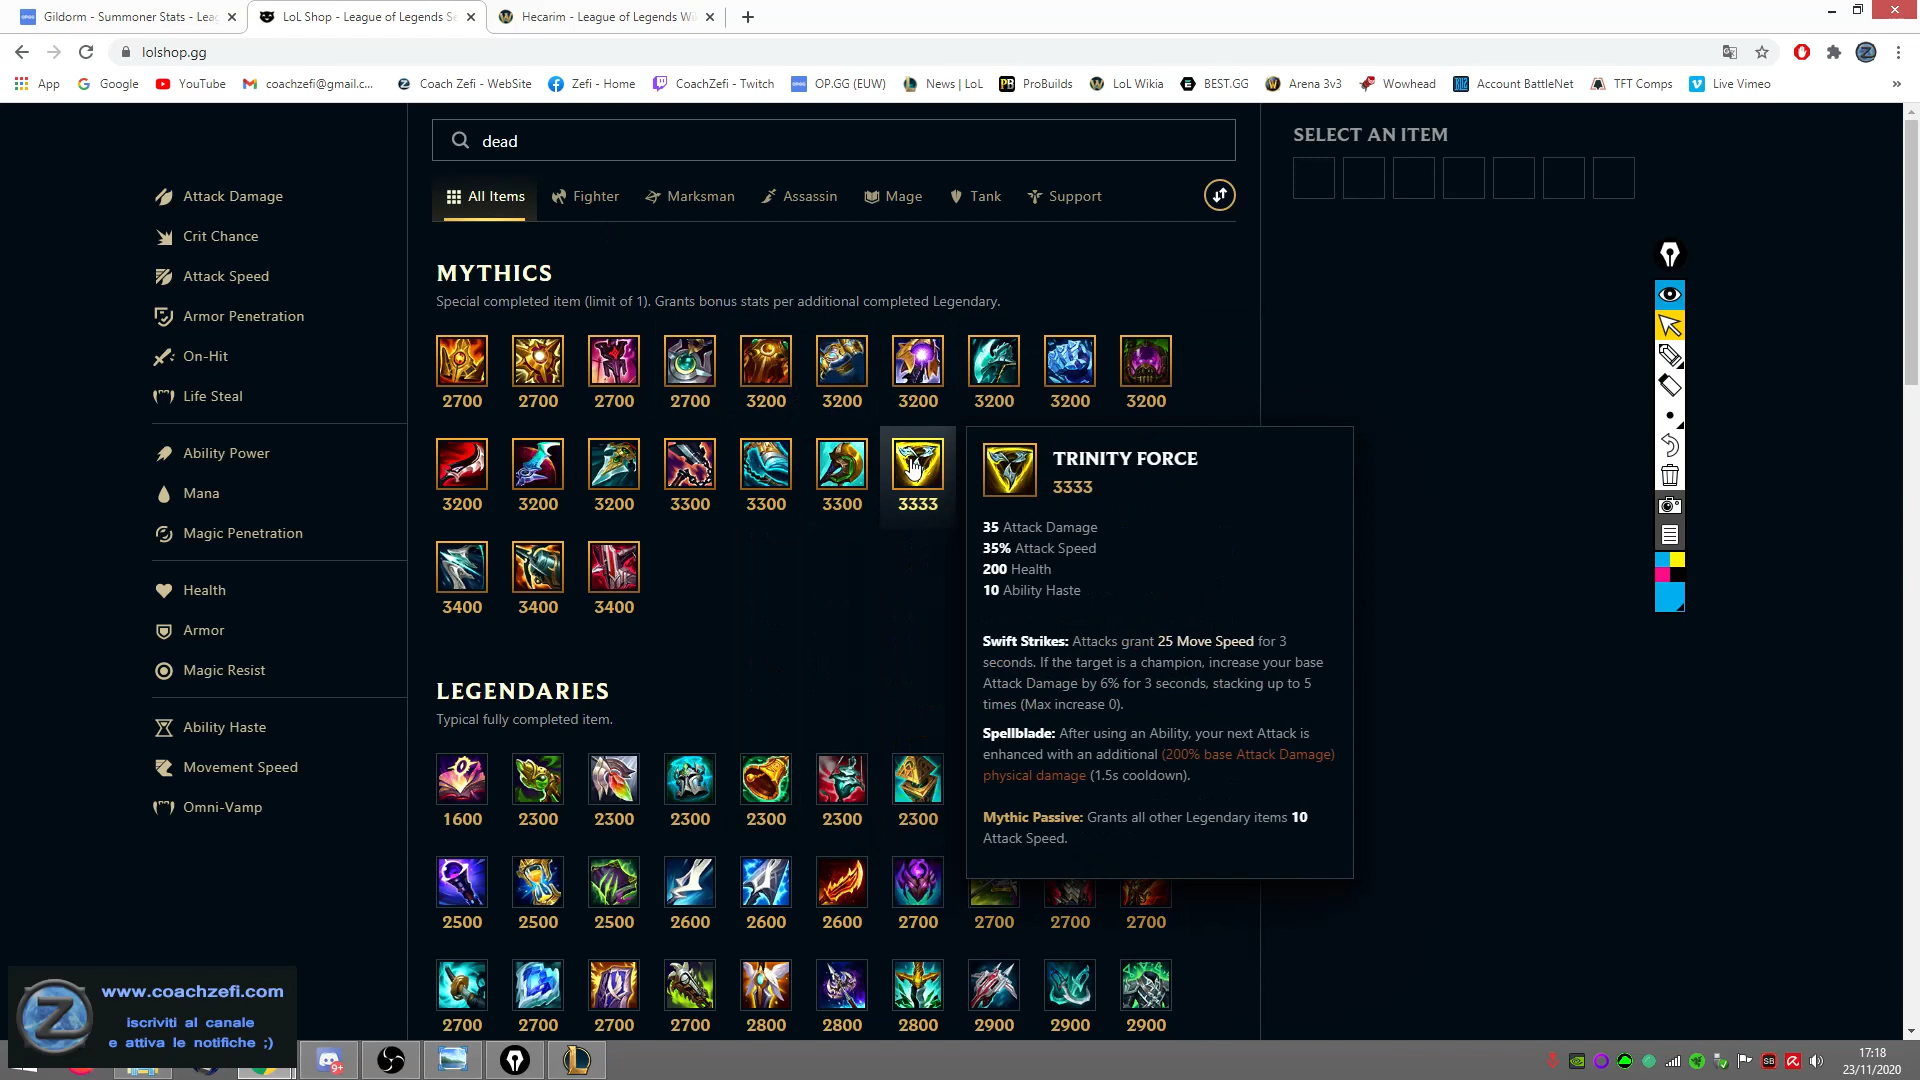 Gildorm - Summoner Stats - Leag
LoL Shop - League of Legends Se
Hecarim - League of Legends Wi
lolshop.gg
App
Google
YouTube
coachzefi@gmail.c...
Coach Zefi - WebSite
Zefi - Home
CoachZefi - Twitch
OP.GG (EUW)
News | LoL
ProBuilds
LoL Wikia
BEST.GG
Arena 3v3
Wowhead
Account BattleNet
TFT Comps
Live Vimeo
»
dead
All Items
Fighter
Marksman
Assassin
Mage
Tank
Support
Attack Damage
Crit Chance
Attack Speed
Armor Penetration
On-Hit
Life Steal
Ability Power
Mana
Magic Penetration
Health
Armor
Magic Resist
Ability Haste
Movement Speed
Omni-Vamp
MYTHICS
Special completed item (limit of 1). Grants bonus stats per additional completed Legendary.
2700 2700 2700 2700 3200 3200 3200 3200 3200 3200
3200 3200 3200 3300 3300 3300 3333
3400 3400 3400
LEGENDARIES
Typical fully completed item.
1600 2300 2300 2300 2300 2300 2300
2500 2500 2500 2600 2600 2600 2700 2700 2700 2700
2700 2700 2700 2700 2800 2800 2800 2900 2900 2900
TRINITY FORCE
3333
35 Attack Damage
35% Attack Speed
200 Health
10 Ability Haste
Swift Strikes: Attacks grant 25 Move Speed for 3
seconds. If the target is a champion, increase your base
Attack Damage by 6% for 3 seconds, stacking up to 5
times (Max increase 0).
Spellblade: After using an Ability, your next Attack is
enhanced with an additional (200% base Attack Damage)
physical damage (1.5s cooldown).
Mythic Passive: Grants all other Legendary items 10
Attack Speed.
SELECT AN ITEM
www.coachzefi.com
iscriviti al canale
e attiva le notifiche ;)
9+
17:18
23/11/2020